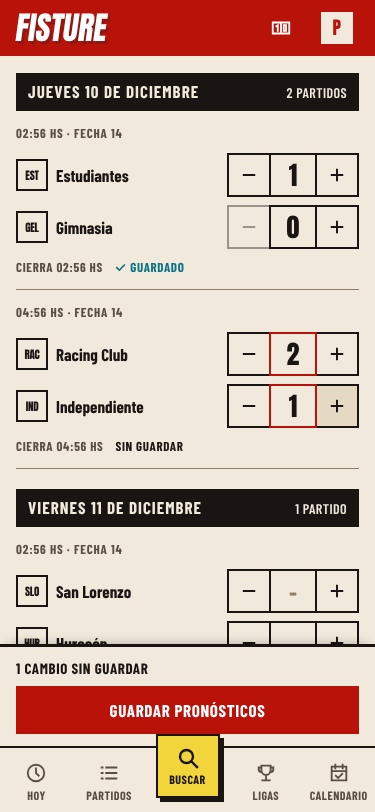 FISTURE
P
JUEVES 10 DE DICIEMBRE 2 PARTIDOS
02:56 HS · FECHA 14
EST Estudiantes − 1 +
GEL Gimnasia − 0 +
CIERRA 02:56 HS ✓ GUARDADO
04:56 HS · FECHA 14
RAC Racing Club − 2 +
IND Independiente − 1 +
CIERRA 04:56 HS SIN GUARDAR
VIERNES 11 DE DICIEMBRE 1 PARTIDO
02:56 HS · FECHA 14
SLO San Lorenzo − - +
1 CAMBIO SIN GUARDAR
GUARDAR PRONÓSTICOS
HOY PARTIDOS BUSCAR LIGAS CALENDARIO